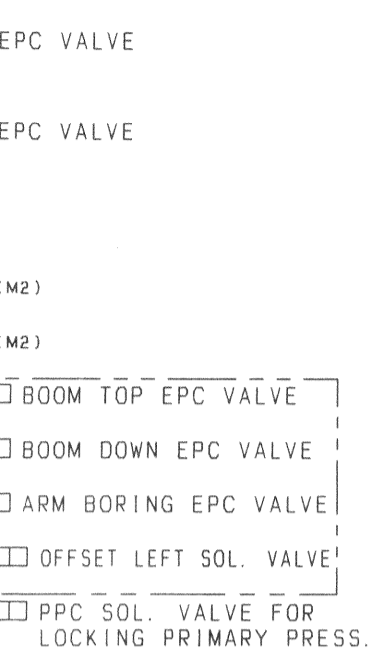 EPC VALVE
EPC VALVE
(M2)
(M2)
BOOM TOP EPC VALVE
BOOM DOWN EPC VALVE
ARM BORING EPC VALVE
OFFSET LEFT SOL. VALVE
PPC SOL. VALVE FOR
LOCKING PRIMARY PRESS.